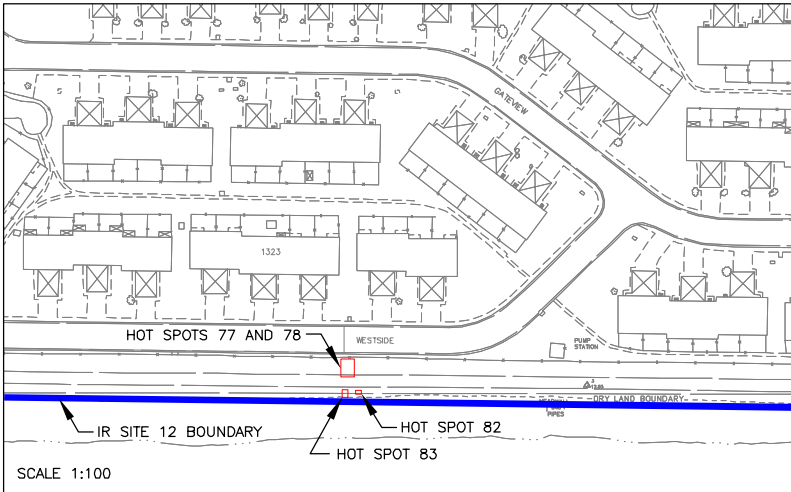 GATEVIEW
1323
HOT SPOTS 77 AND 78
WESTSIDE
PUMP
STATION
3
DRY LAND BOUNDARY
PIPES
IR SITE 12 BOUNDARY
HOT SPOT 82
HOT SPOT 83
SCALE 1:100